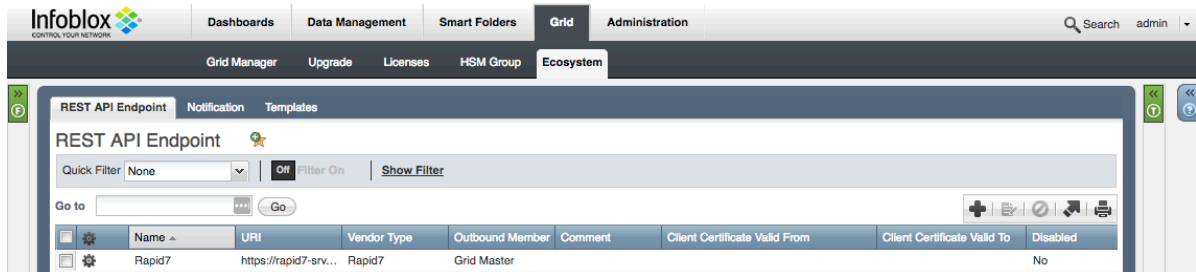 Infoblox
CONTROL YOUR NETWORK
Dashboards Data Management Smart Folders Grid Administration Search admin
Grid Manager Upgrade Licenses HSM Group Ecosystem
REST API Endpoint Notification Templates
REST API Endpoint
Quick Filter None Off Filter On Show Filter
Go to Go
Name URI Vendor Type Outbound Member Comment Client Certificate Valid From Client Certificate Valid To Disabled
Rapid7 https://rapid7-srv... Rapid7 Grid Master No
F
T
?